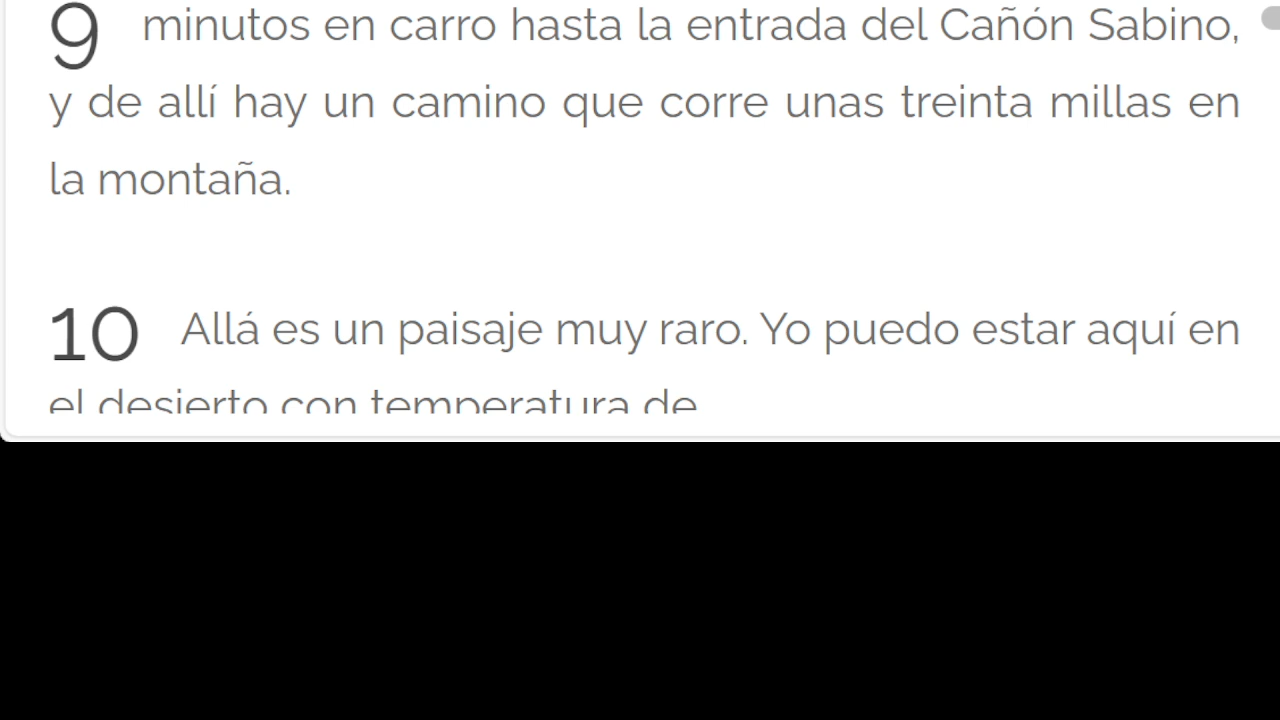 9 minutos en carro hasta la entrada del Cañón Sabino,
y de allí hay un camino que corre unas treinta millas en
la montaña.
10 Allá es un paisaje muy raro. Yo puedo estar aquí en
el desierto con temperatura de